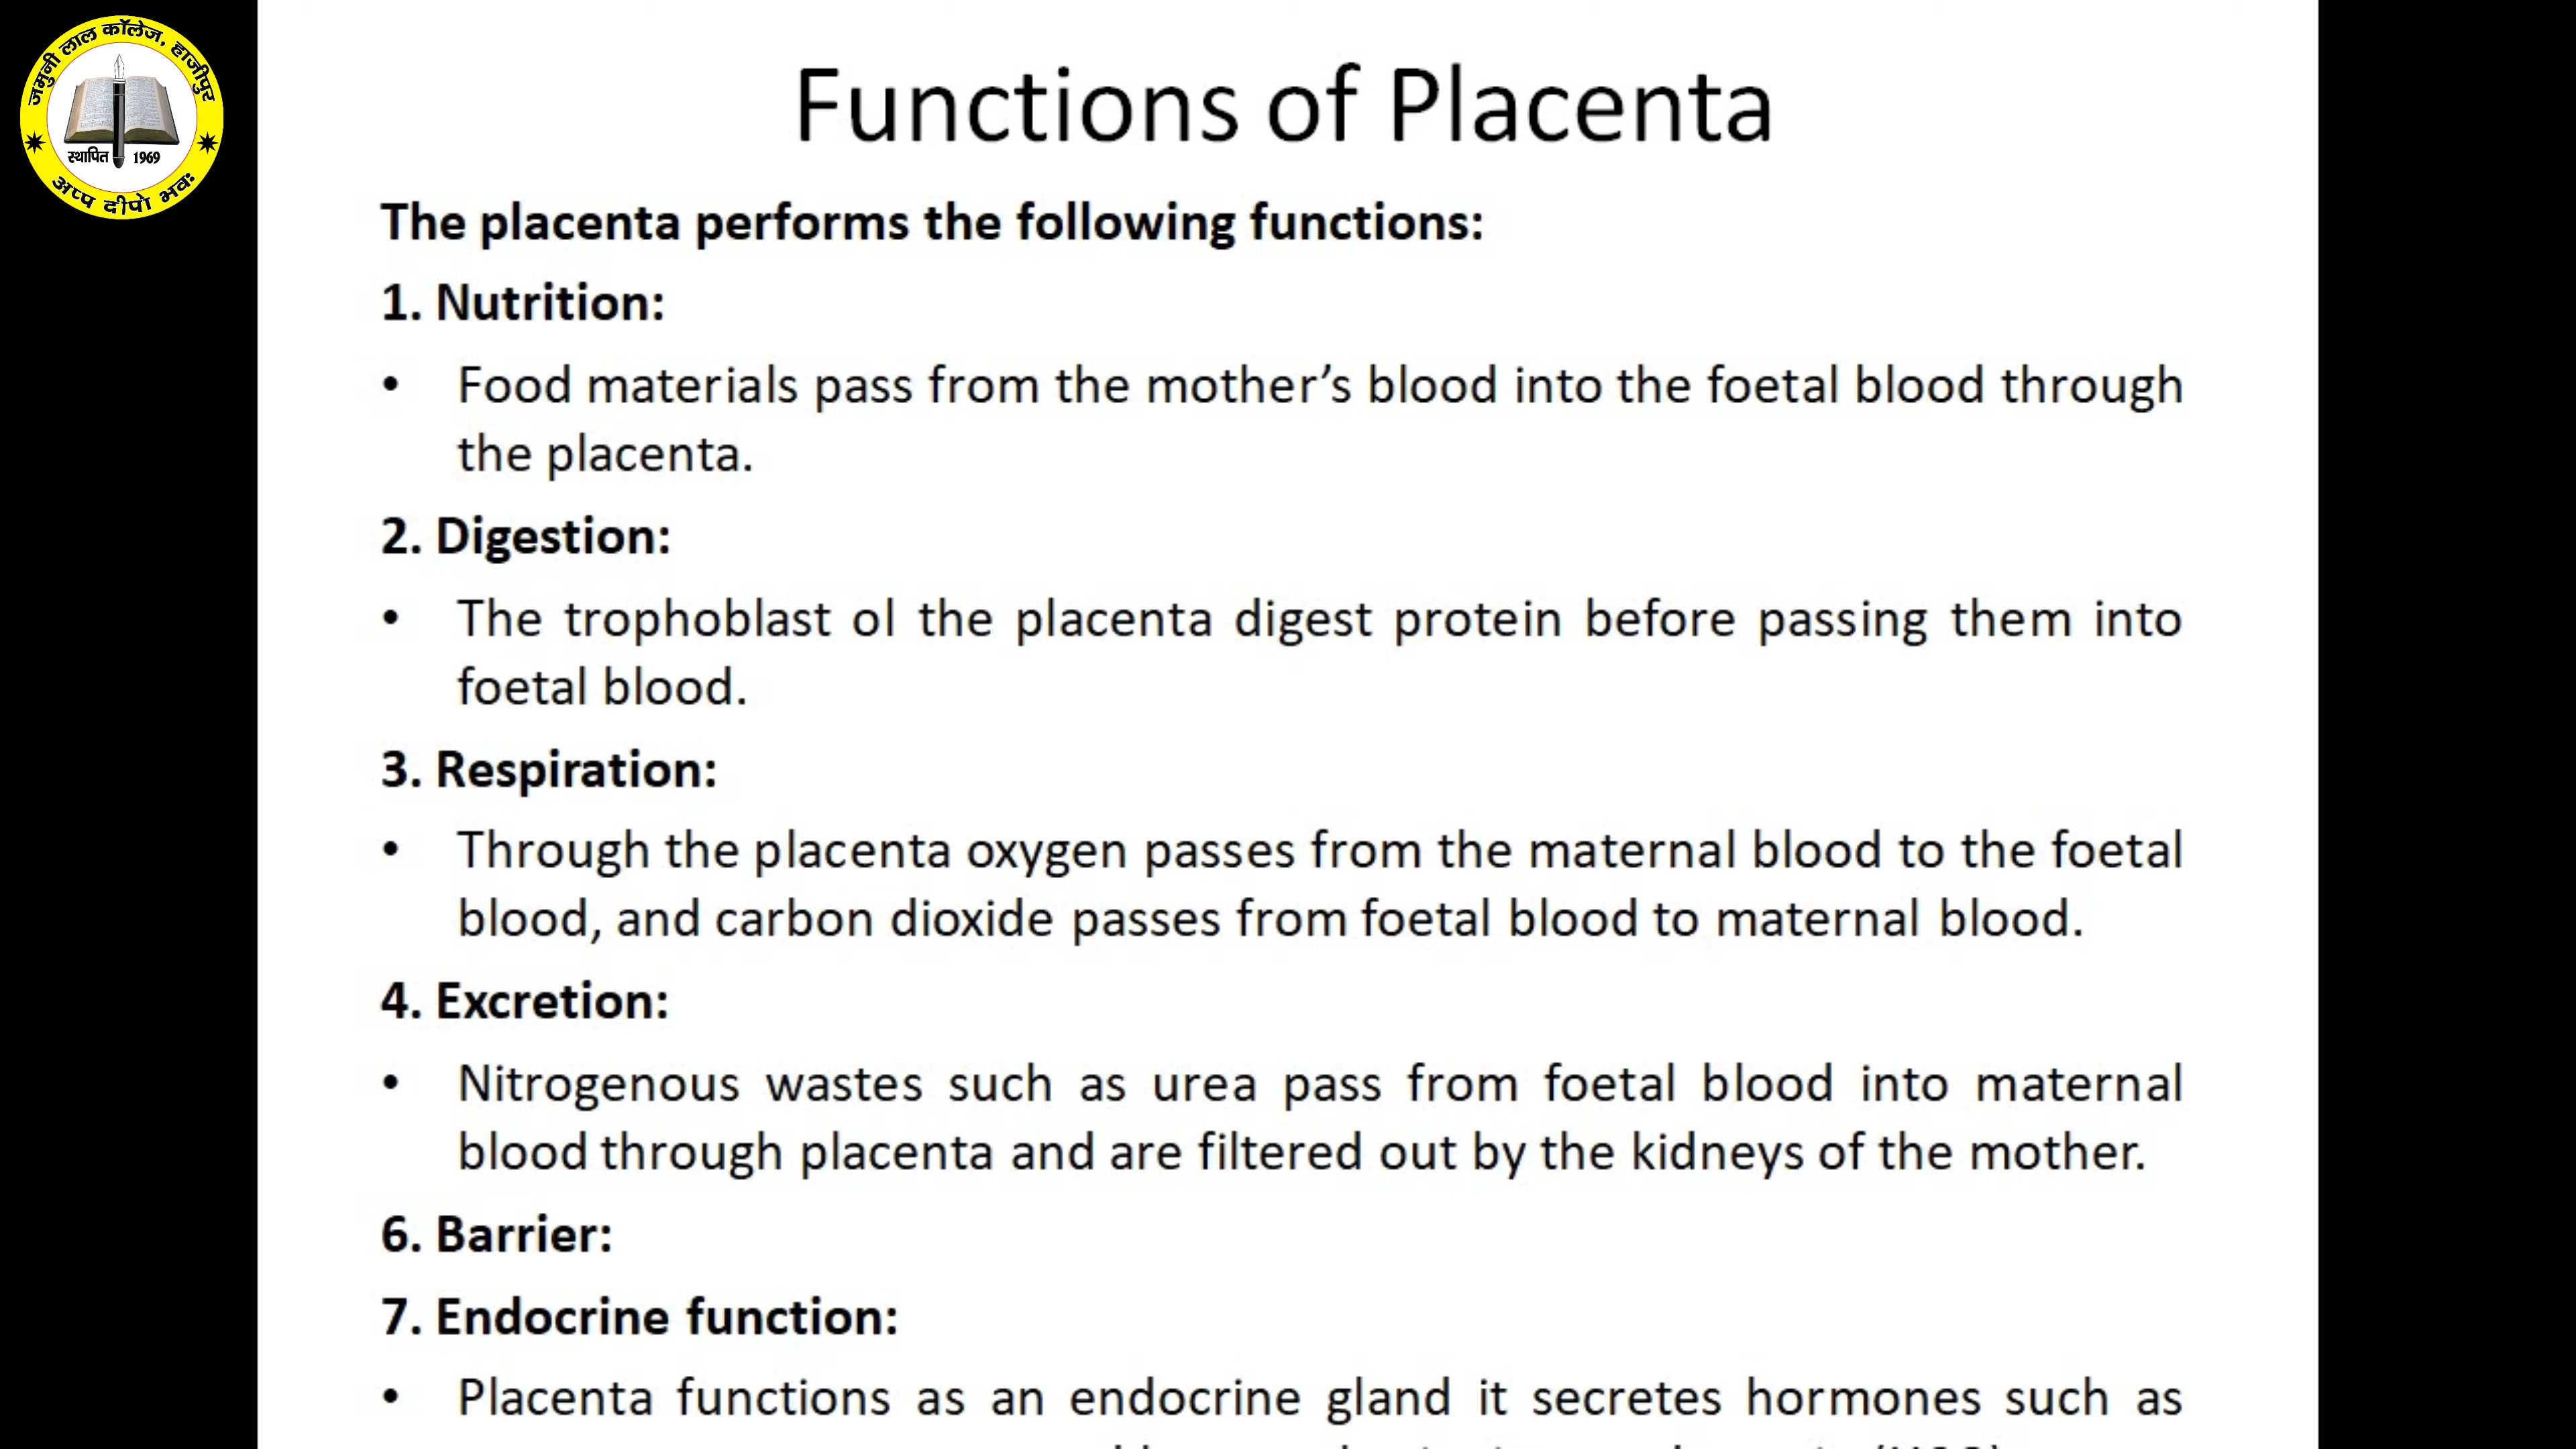 जमुनी लाल कॉलेज, हाजीपुर
स्थापित 1969
अप्प दीपो भवः
Functions of Placenta
The placenta performs the following functions:
1. Nutrition:
• Food materials pass from the mother’s blood into the foetal blood through
the placenta.
2. Digestion:
• The trophoblast ol the placenta digest protein before passing them into
foetal blood.
3. Respiration:
• Through the placenta oxygen passes from the maternal blood to the foetal
blood, and carbon dioxide passes from foetal blood to maternal blood.
4. Excretion:
• Nitrogenous wastes such as urea pass from foetal blood into maternal
blood through placenta and are filtered out by the kidneys of the mother.
6. Barrier:
7. Endocrine function:
• Placenta functions as an endocrine gland it secretes hormones such as